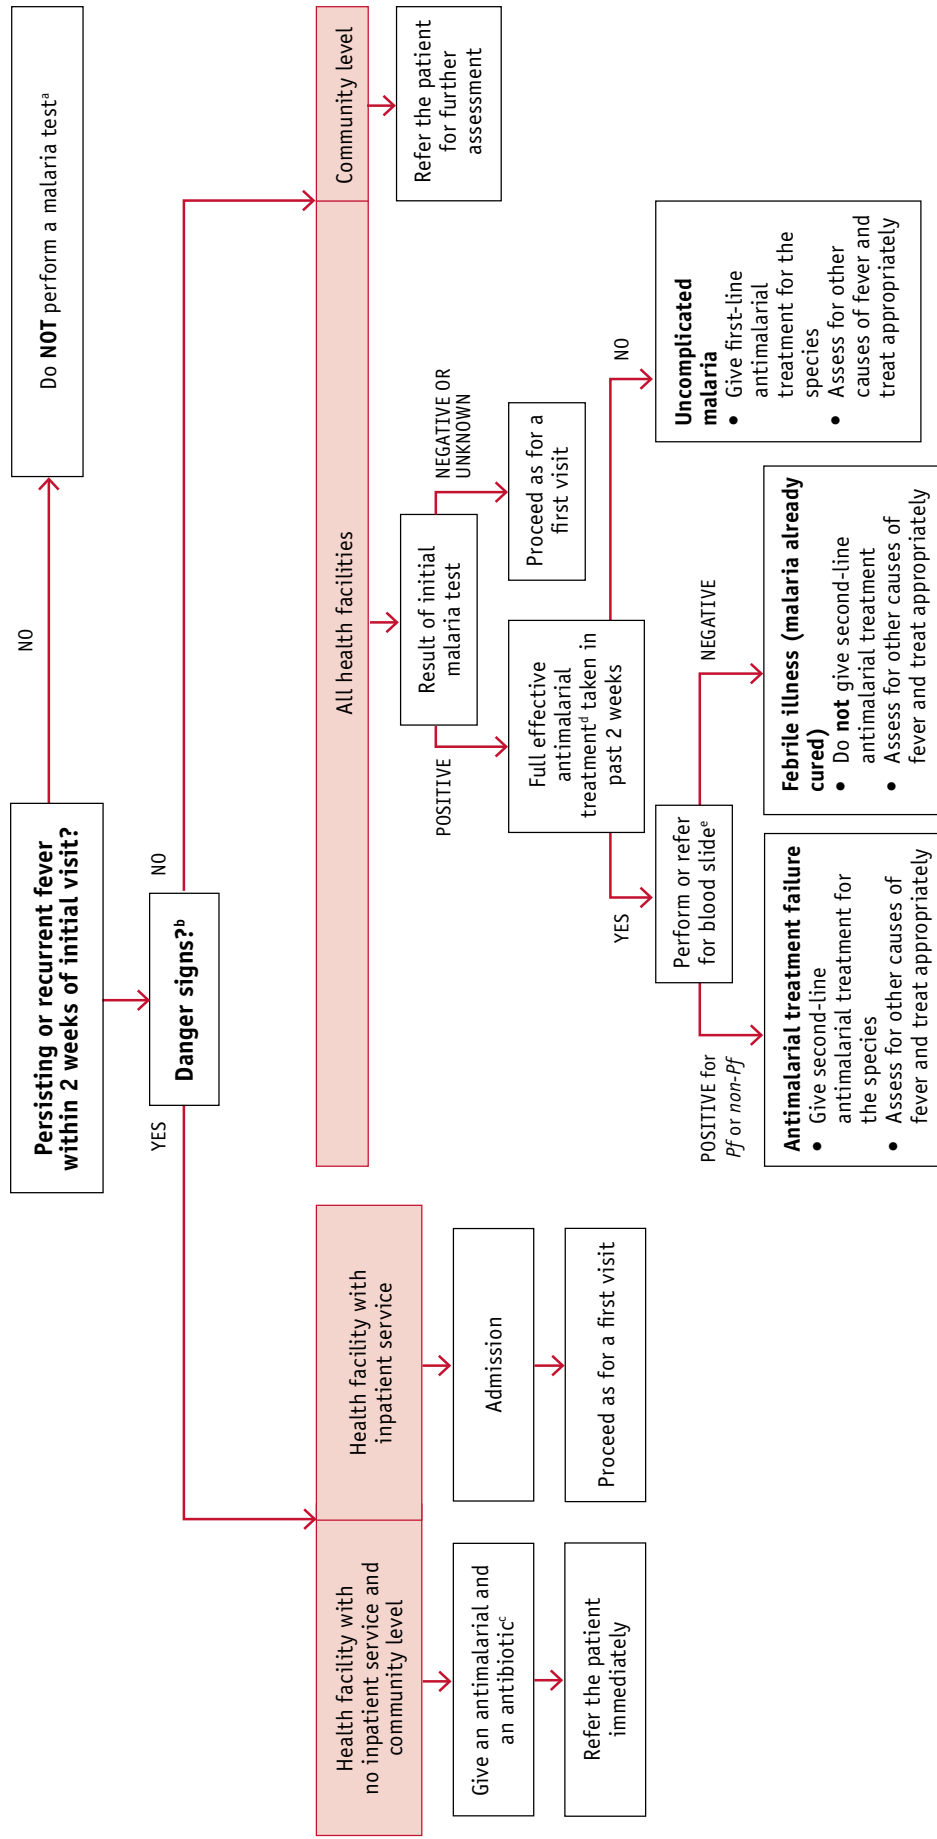 Persisting or recurrent fever
within 2 weeks of initial visit?
NO
Do NOT perform a malaria testᵃ
YES
Danger signs?ᵇ
NO
Health facility with
no inpatient service and
community level
Health facility with
inpatient service
All health facilities
Community level
Give an antimalarial and
an antibioticᶜ
Refer the patient
immediately
Admission
Proceed as for a first visit
Refer the patient
for further
assessment
Result of initial
malaria test
POSITIVE
NEGATIVE OR
UNKNOWN
Full effective
antimalarial
treatmentᵈ taken in
past 2 weeks
Proceed as for a
first visit
YES
NO
Perform or refer
for blood slideᵉ
POSITIVE for
Pf or non-Pf
NEGATIVE
Antimalarial treatment failure
• Give second-line
antimalarial treatment for
the species
• Assess for other causes of
fever and treat appropriately
Febrile illness (malaria already
cured)
• Do not give second-line
antimalarial treatment
• Assess for other causes of
fever and treat appropriately
Uncomplicated
malaria
• Give first-line
antimalarial
treatment for the
species
• Assess for other
causes of fever and
treat appropriately